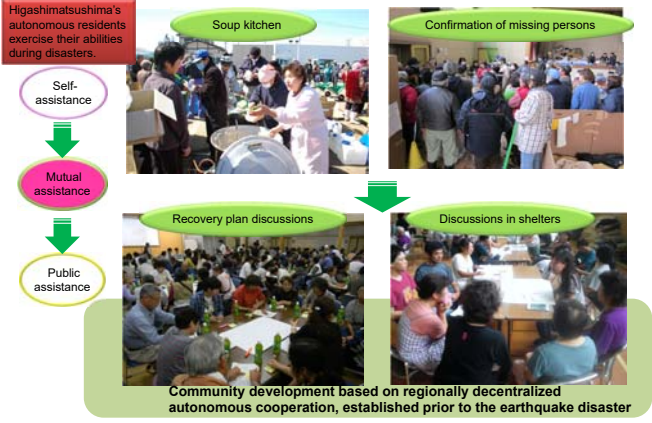 Higashimatsushima's
autonomous residents
exercise their abilities
during disasters.
Soup kitchen
Confirmation of missing persons
Self-
assistance
Mutual
assistance
Recovery plan discussions
Discussions in shelters
Public
assistance
Community development based on regionally decentralized
autonomous cooperation, established prior to the earthquake disaster